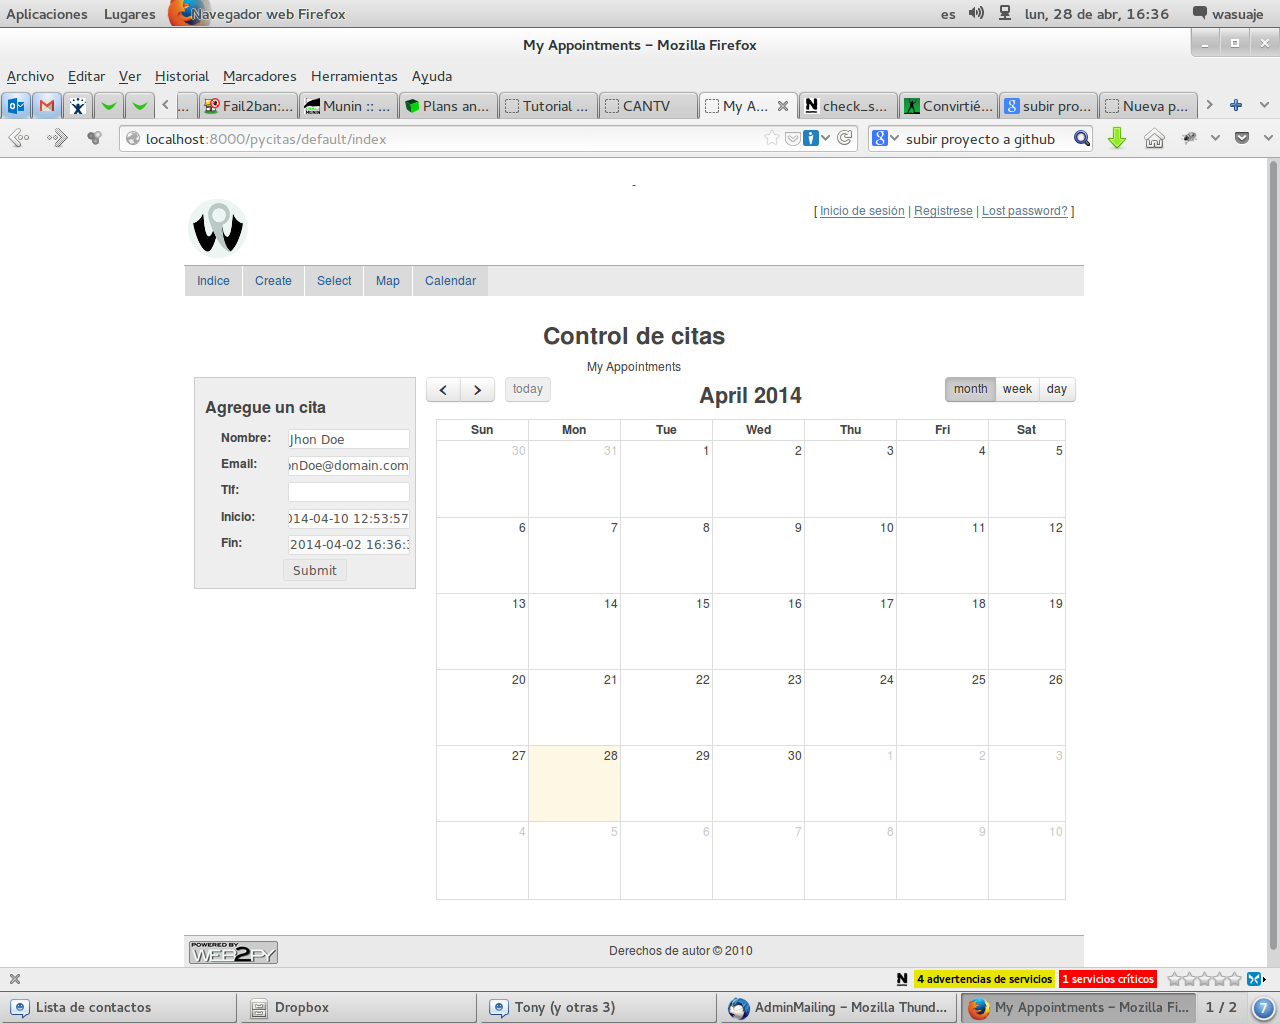 Aplicaciones Lugares Navegador web Firefox es lun, 28 de abr, 16:36 wasuaje
My Appointments – Mozilla Firefox
Archivo Editar Ver Historial Marcadores Herramientas Ayuda
... Fail2ban:... Munin :: ... Plans an... Tutorial ... CANTV My A... check_s... Convirtié... subir pro... Nueva p...
localhost:8000/pycitas/default/index subir proyecto a github
-
[ Inicio de sesión | Registrese | Lost password? ]
Indice Create Select Map Calendar
Control de citas
My Appointments
Agregue un cita
Nombre: Jhon Doe
Email: onDoe@domain.com
Tlf:
Inicio: 014-04-10 12:53:57
Fin: 2014-04-02 16:36:3
Submit
today April 2014 month week day
Sun Mon Tue Wed Thu Fri Sat
30 31 1 2 3 4 5
6 7 8 9 10 11 12
13 14 15 16 17 18 19
20 21 22 23 24 25 26
27 28 29 30 1 2 3
4 5 6 7 8 9 10
POWERED BY WEB2PY Derechos de autor © 2010
N 4 advertencias de servicios 1 servicios críticos
Lista de contactos Dropbox Tony (y otras 3) AdminMailing – Mozilla Thund... My Appointments – Mozilla Fi... 1 / 2 7